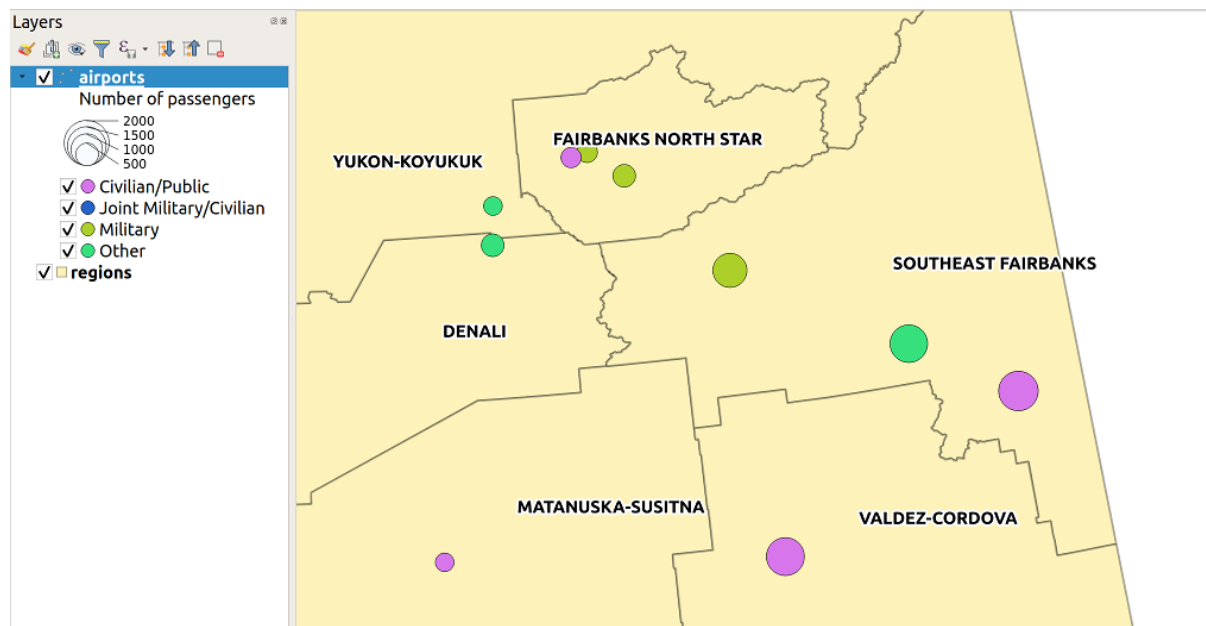 Layers
airports
Number of passengers
2000
1500
1000
500
Civilian/Public
Joint Military/Civilian
Military
Other
regions
FAIRBANKS NORTH STAR
YUKON-KOYUKUK
SOUTHEAST FAIRBANKS
DENALI
MATANUSKA-SUSITNA
VALDEZ-CORDOVA